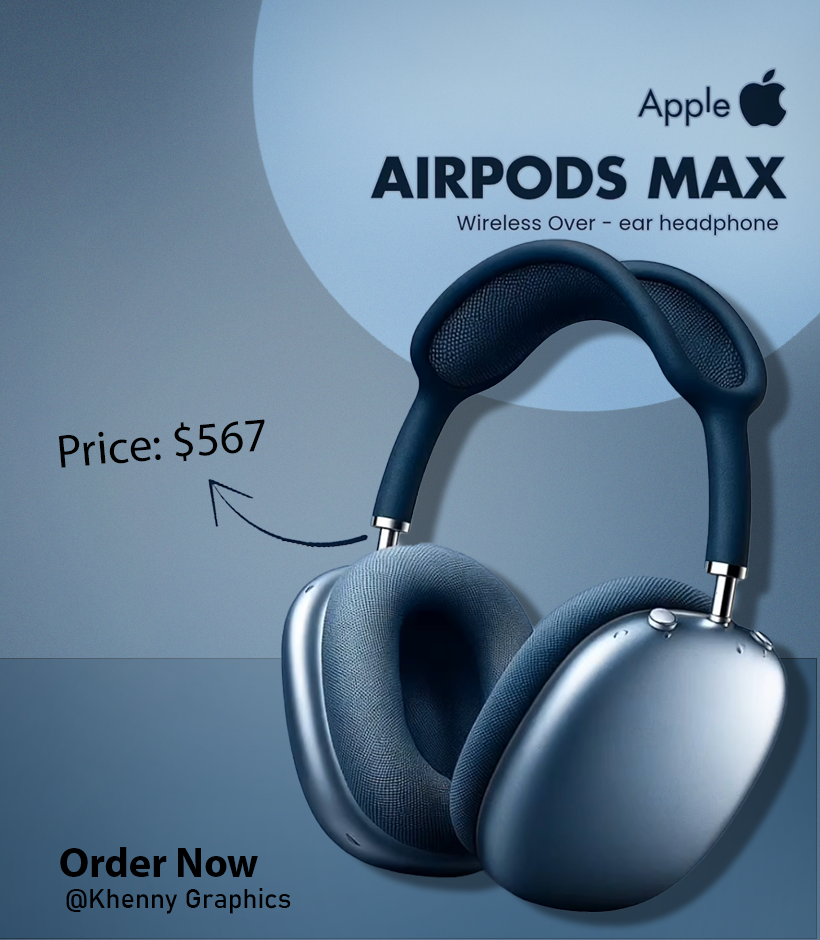 Apple
AIRPODS MAX
Wireless Over - ear headphone
Price: $567
Order Now
@Khenny Graphics